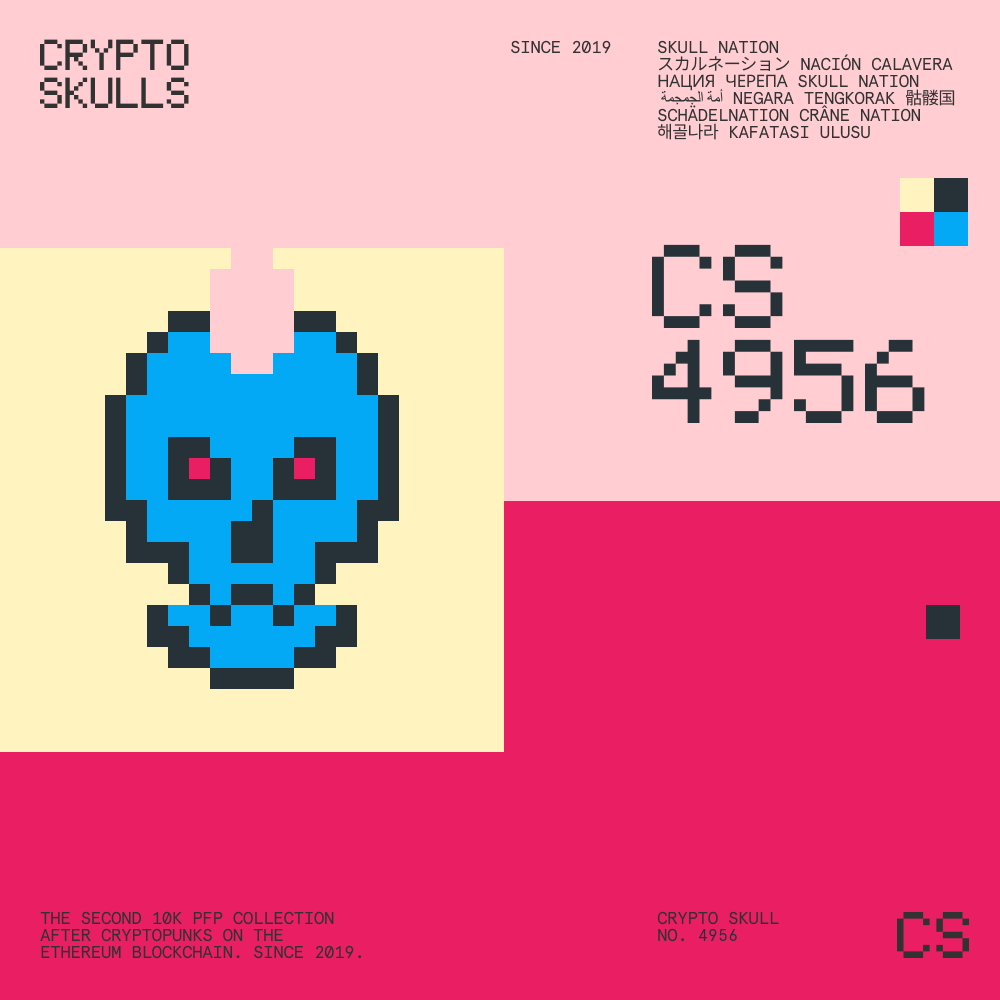 CRYPTO
SKULLS
SINCE 2019
SKULL NATION
スカルネーション NACIÓN CALAVERA
НАЦИЯ ЧЕРЕПА SKULL NATION
أمة الجمجمة NEGARA TENGKORAK 骷髅国
SCHÄDELNATION CRÂNE NATION
해골나라 KAFATASI ULUSU
CS
4956
THE SECOND 10K PFP COLLECTION
AFTER CRYPTOPUNKS ON THE
ETHEREUM BLOCKCHAIN. SINCE 2019.
CRYPTO SKULL
NO. 4956
CS